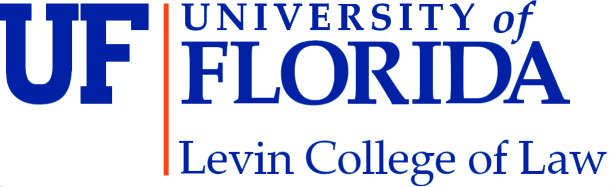 UF
UNIVERSITY of
FLORIDA
Levin College of Law